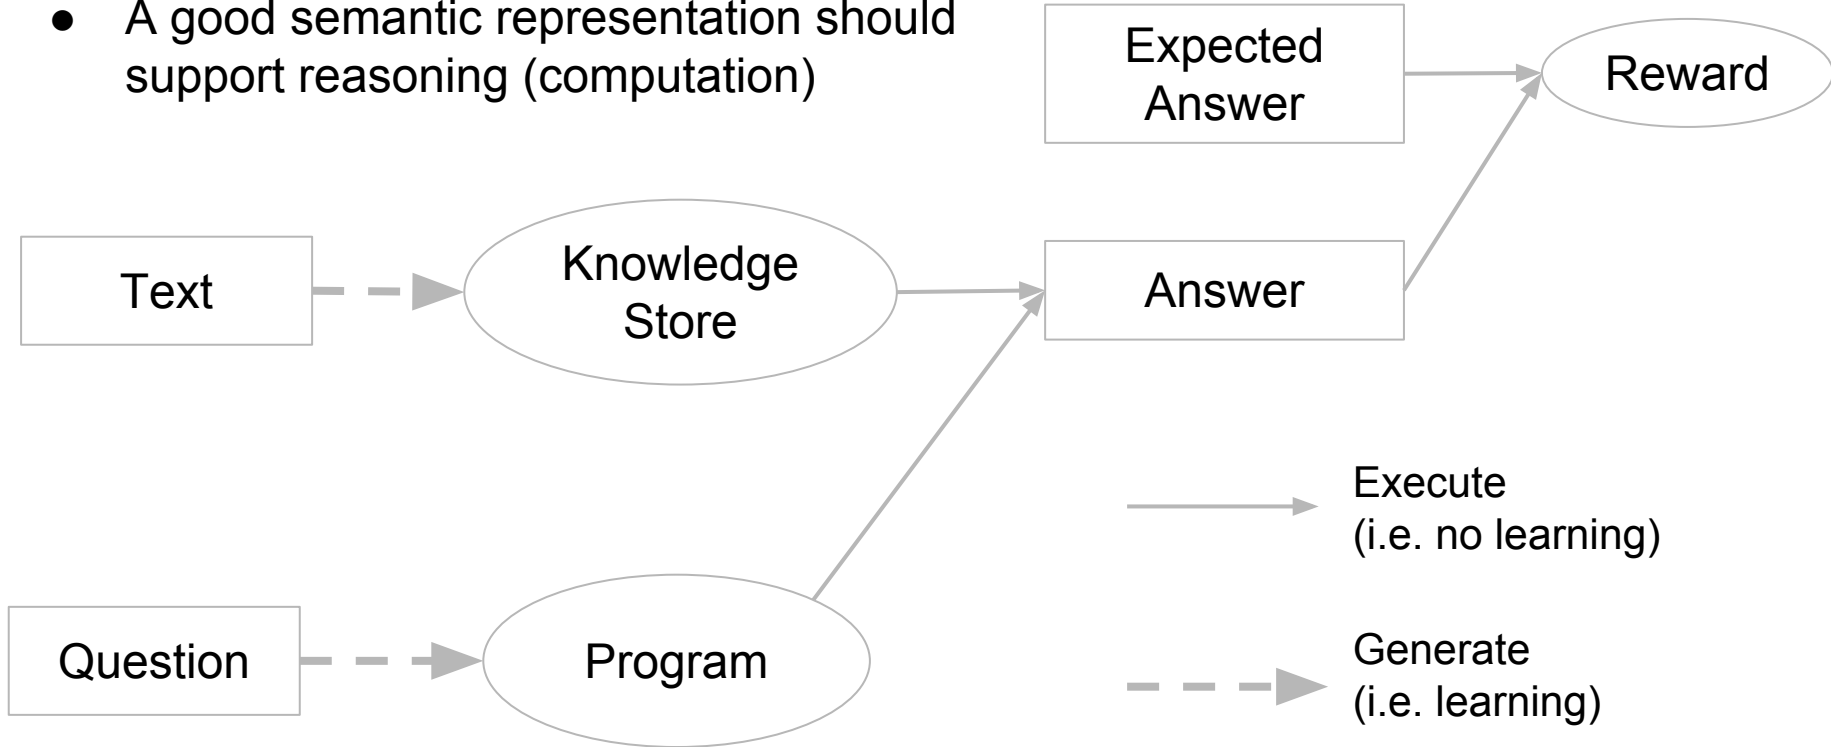 ● A good semantic representation should
support reasoning (computation)
Expected
Answer
Reward
Text
Knowledge
Store
Answer
Question
Program
Execute
(i.e. no learning)
Generate
(i.e. learning)